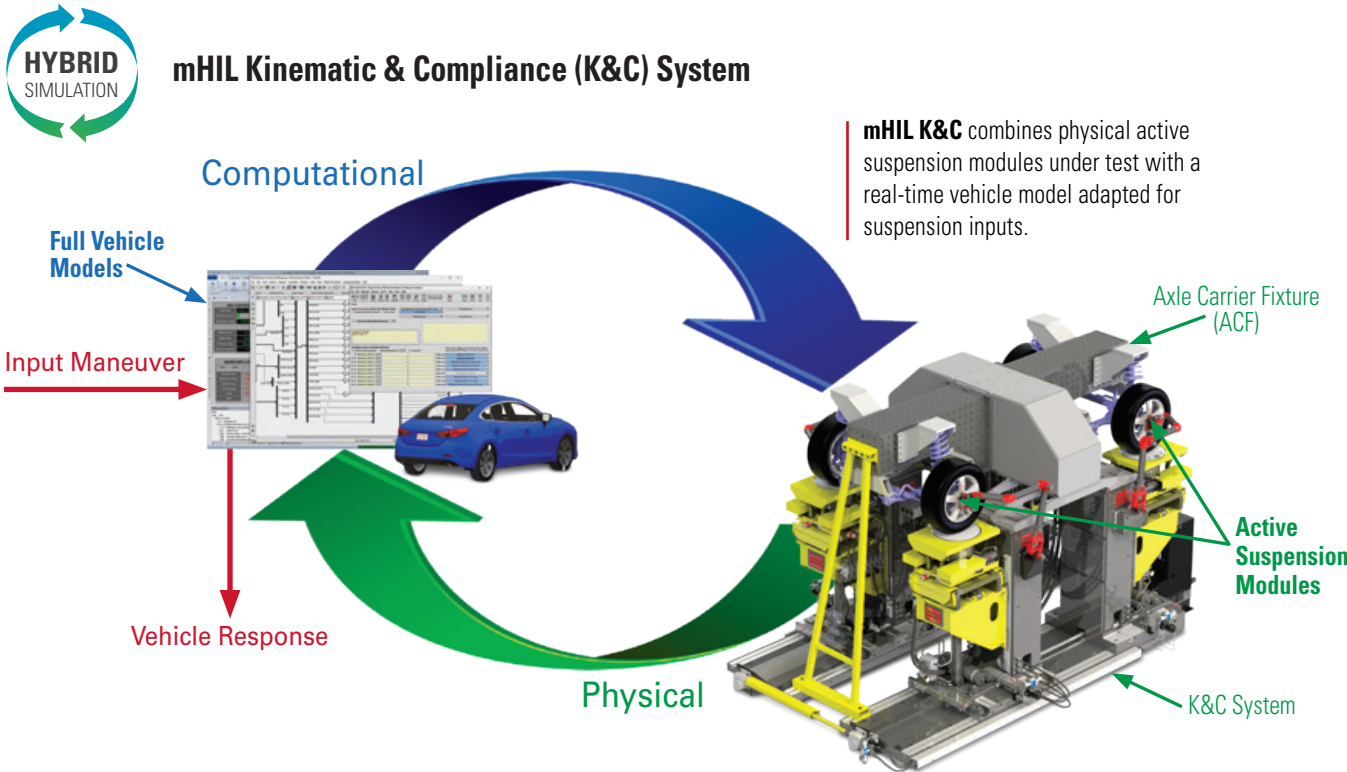 HYBRID
SIMULATION
mHIL Kinematic & Compliance (K&C) System
mHIL K&C combines physical active
suspension modules under test with a
real-time vehicle model adapted for
suspension inputs.
Computational
Full Vehicle
Models
Input Maneuver
Axle Carrier Fixture
(ACF)
Active
Suspension
Modules
Vehicle Response
Physical
K&C System